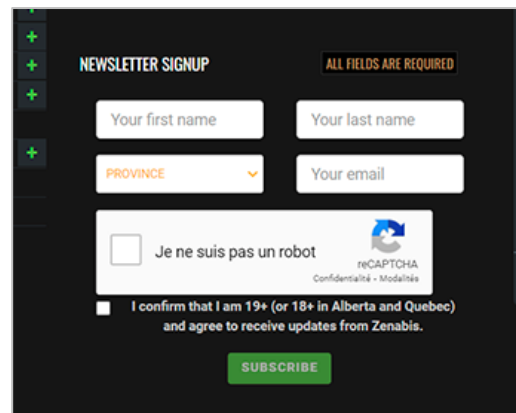 NEWSLETTER SIGNUP
ALL FIELDS ARE REQUIRED
Your first name
Your last name
PROVINCE
Your email
Je ne suis pas un robot
reCAPTCHA
Confidentialité - Modalités
I confirm that I am 19+ (or 18+ in Alberta and Quebec)
and agree to receive updates from Zenabis.
SUBSCRIBE